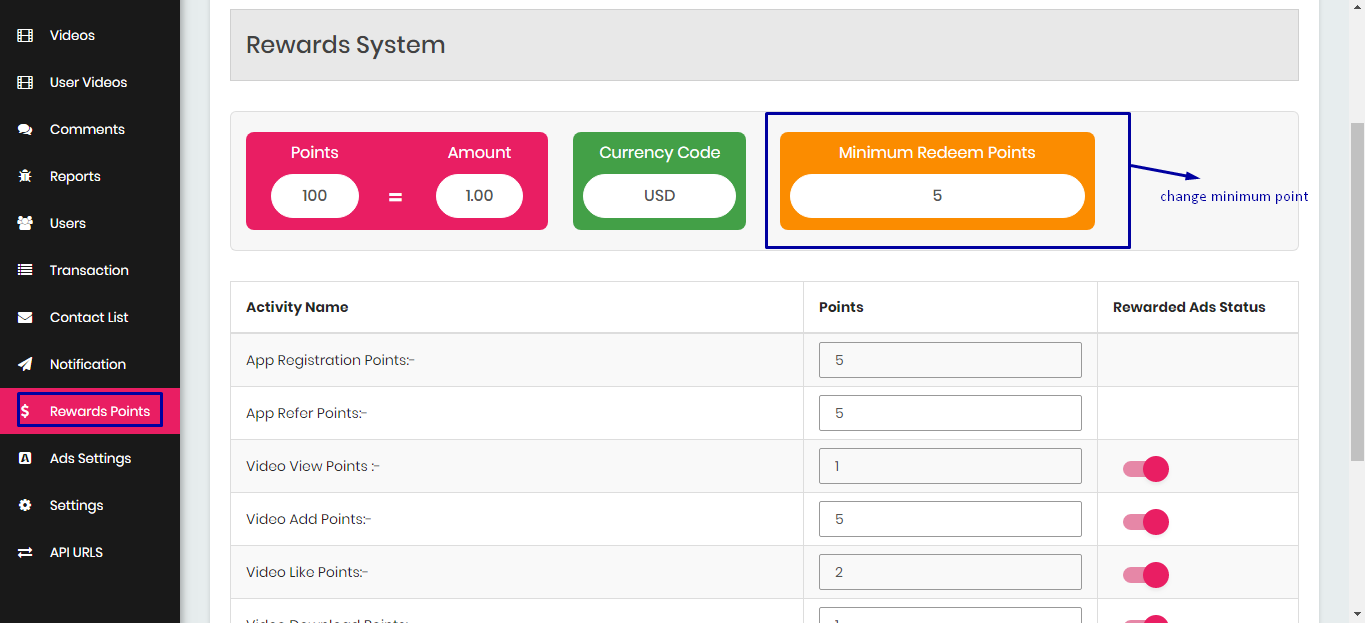 Videos
User Videos
Comments
Reports
Users
Transaction
Contact List
Notification
$ Rewards Points
Ads Settings
Settings
API URLS
Rewards System
Points Amount
100 = 1.00
Currency Code
USD
Minimum Redeem Points
5
change minimum point
Activity Name Points Rewarded Ads Status
App Registration Points:- 5
App Refer Points:- 5
Video View Points :- 1
Video Add Points:- 5
Video Like Points:- 2
Video Download Points:-